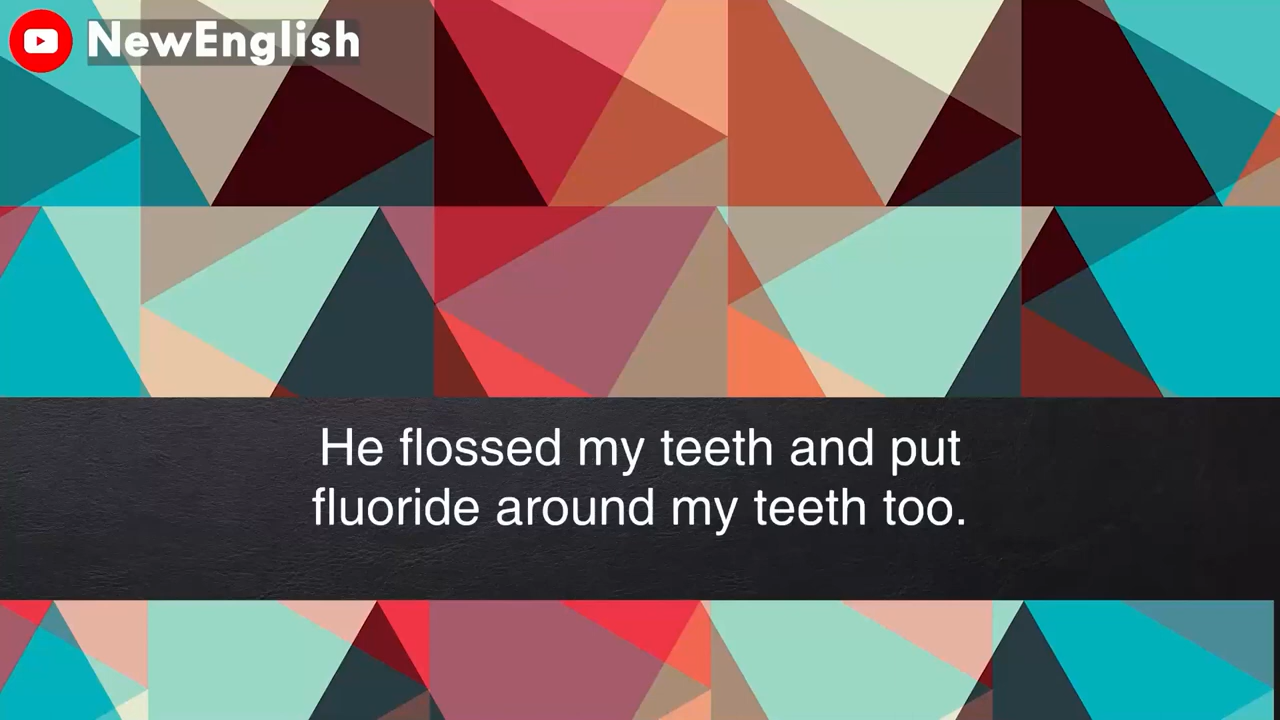 NewEnglish
He flossed my teeth and put
fluoride around my teeth too.